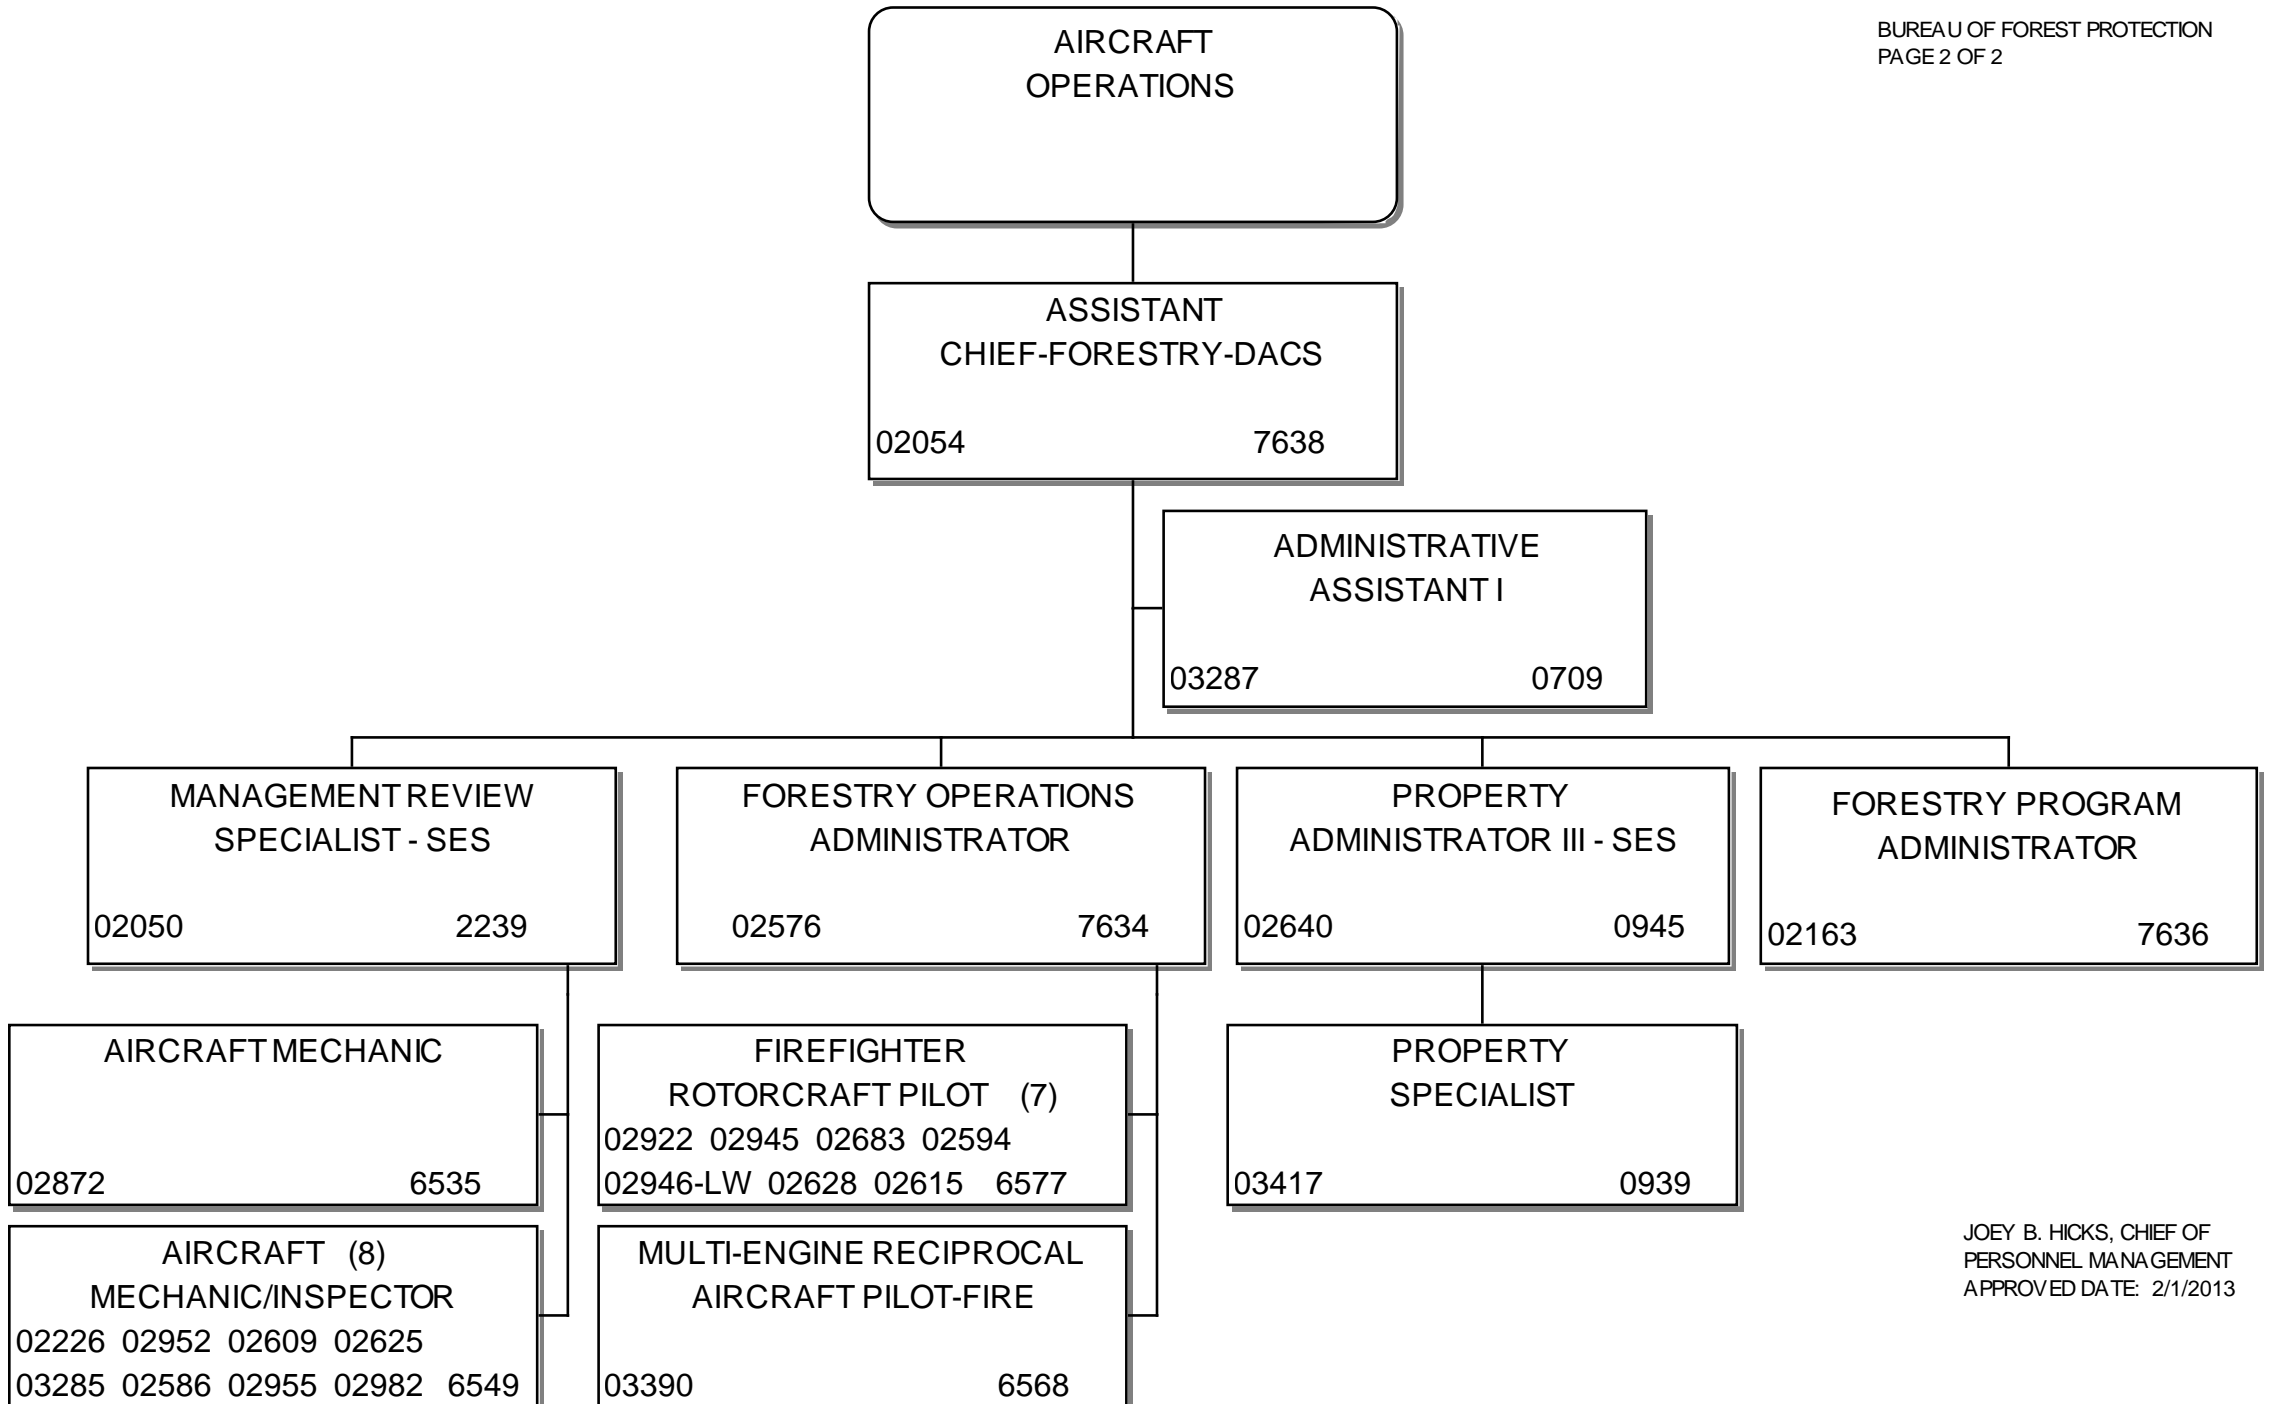 AIRCRAFT
OPERATIONS
BUREAU OF FOREST PROTECTION
PAGE 2 OF 2
ASSISTANT
CHIEF-FORESTRY-DACS
02054 7638
ADMINISTRATIVE
ASSISTANT I
03287 0709
MANAGEMENT REVIEW
SPECIALIST - SES
02050 2239
FORESTRY OPERATIONS
ADMINISTRATOR
02576 7634
PROPERTY
ADMINISTRATOR III - SES
02640 0945
FORESTRY PROGRAM
ADMINISTRATOR
02163 7636
AIRCRAFT MECHANIC
02872 6535
FIREFIGHTER
ROTORCRAFT PILOT (7)
02922 02945 02683 02594
02946-LW 02628 02615 6577
PROPERTY
SPECIALIST
03417 0939
AIRCRAFT (8)
MECHANIC/INSPECTOR
02226 02952 02609 02625
03285 02586 02955 02982 6549
MULTI-ENGINE RECIPROCAL
AIRCRAFT PILOT-FIRE
03390 6568
JOEY B. HICKS, CHIEF OF
PERSONNEL MANAGEMENT
APPROVED DATE: 2/1/2013